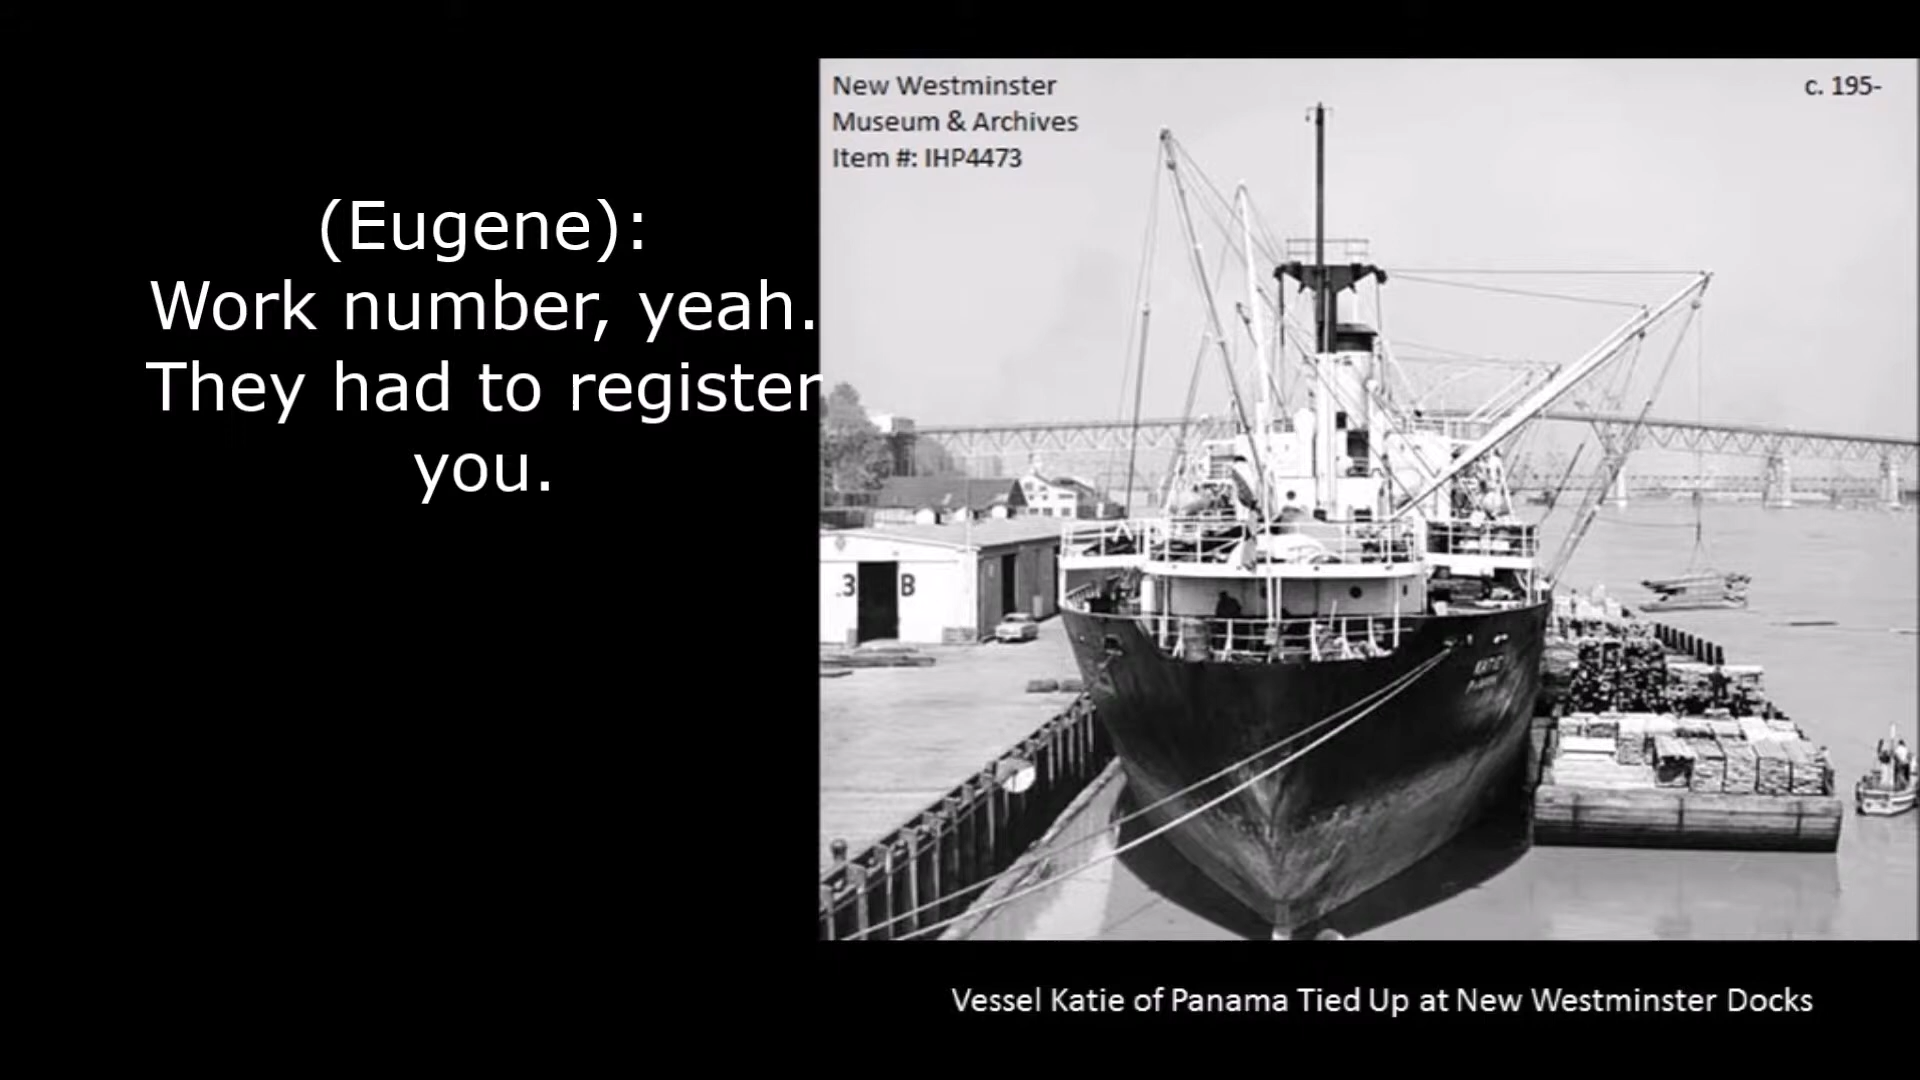 (Eugene):
Work number, yeah.
They had to register
you.
New Westminster
Museum & Archives
Item #: IHP4473
c. 195-
3 B
KATIE
Vessel Katie of Panama Tied Up at New Westminster Docks